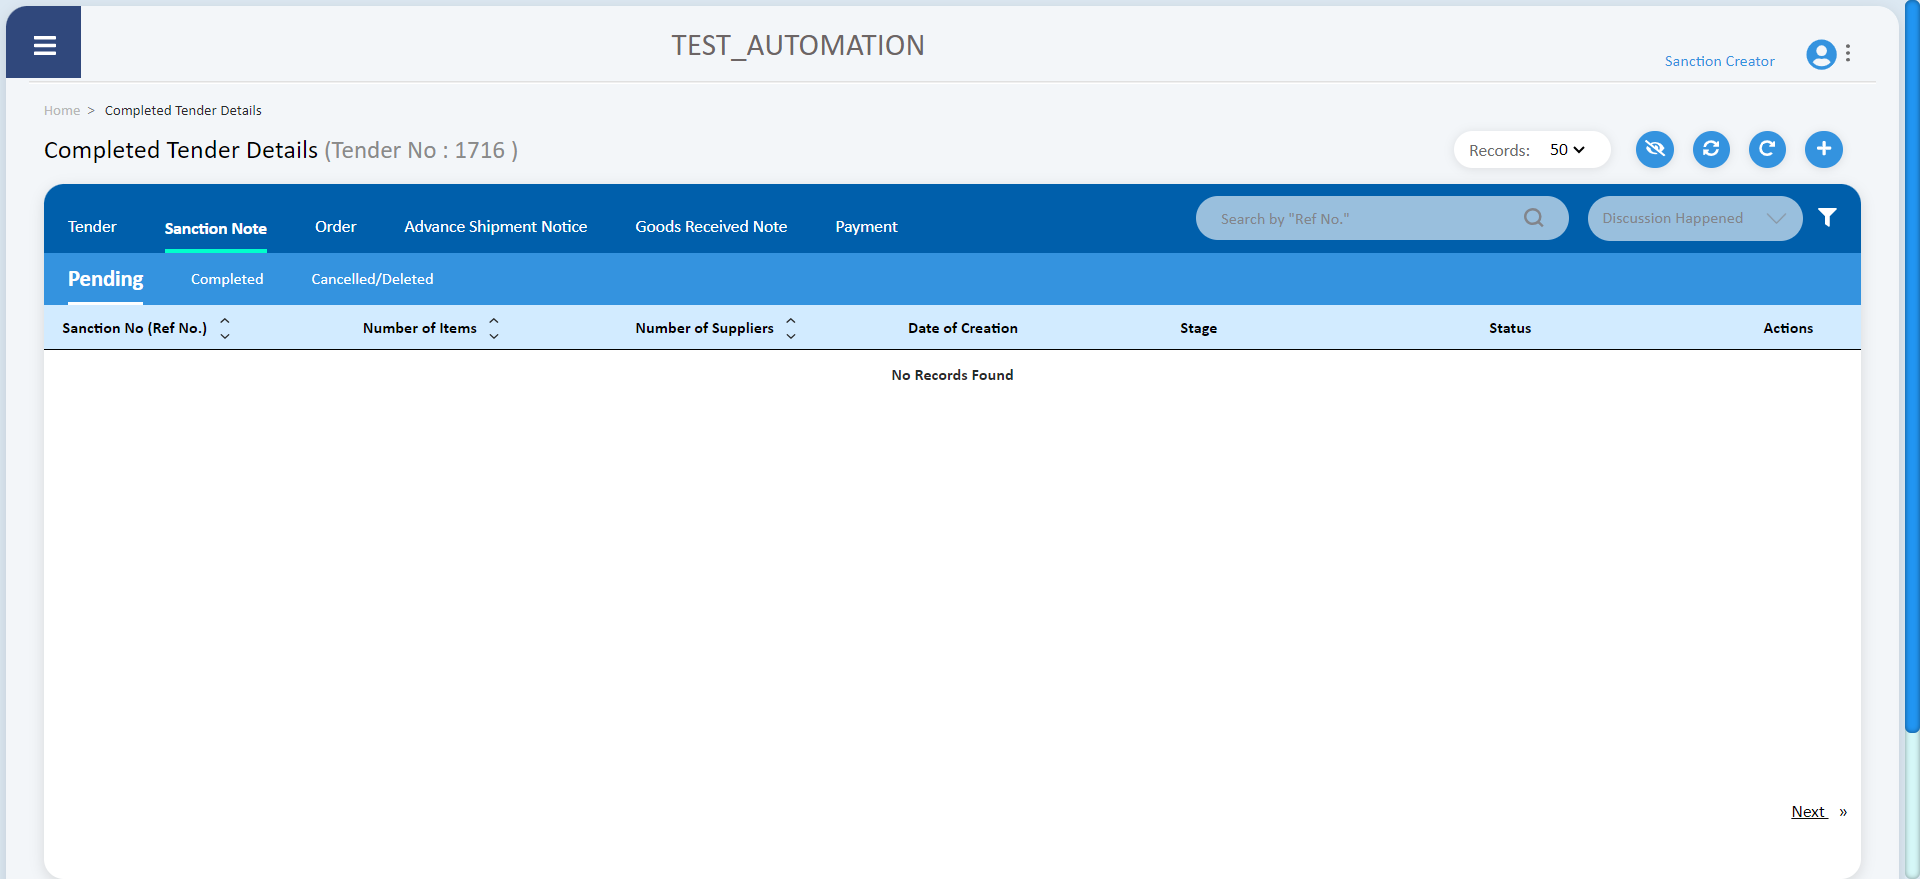 TEST_AUTOMATION
Sanction Creator
Home > Completed Tender Details
Completed Tender Details (Tender No : 1716 )
Records: 50
Tender Sanction Note Order Advance Shipment Notice Goods Received Note Payment
Search by "Ref No."
Discussion Happened
Pending Completed Cancelled/Deleted
Sanction No (Ref No.) Number of Items Number of Suppliers Date of Creation Stage Status Actions
No Records Found
Next »